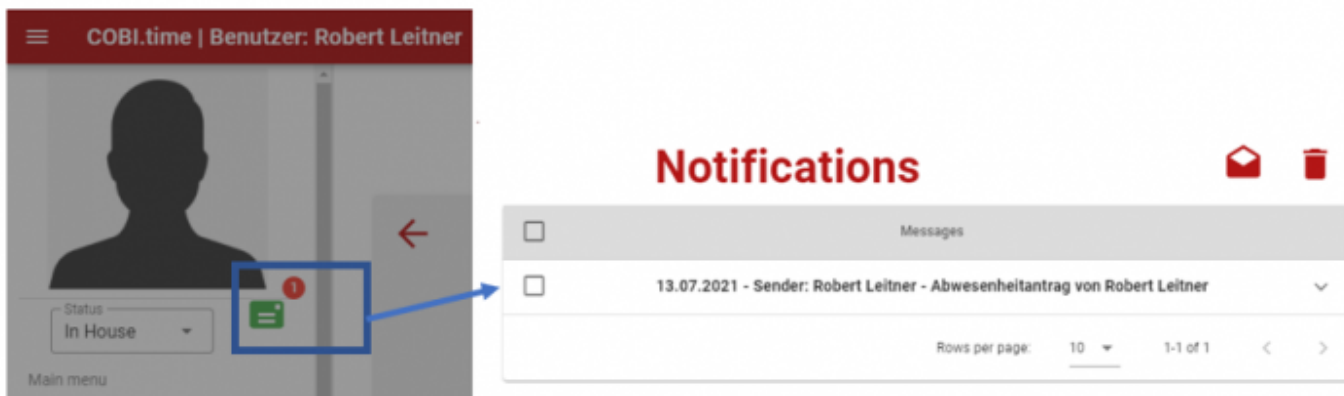 COBI.time | Benutzer: Robert Leitner
1
Status
In House
Main menu
Notifications
Messages
13.07.2021 - Sender: Robert Leitner - Abwesenheitantrag von Robert Leitner
Rows per page: 10 1-1 of 1